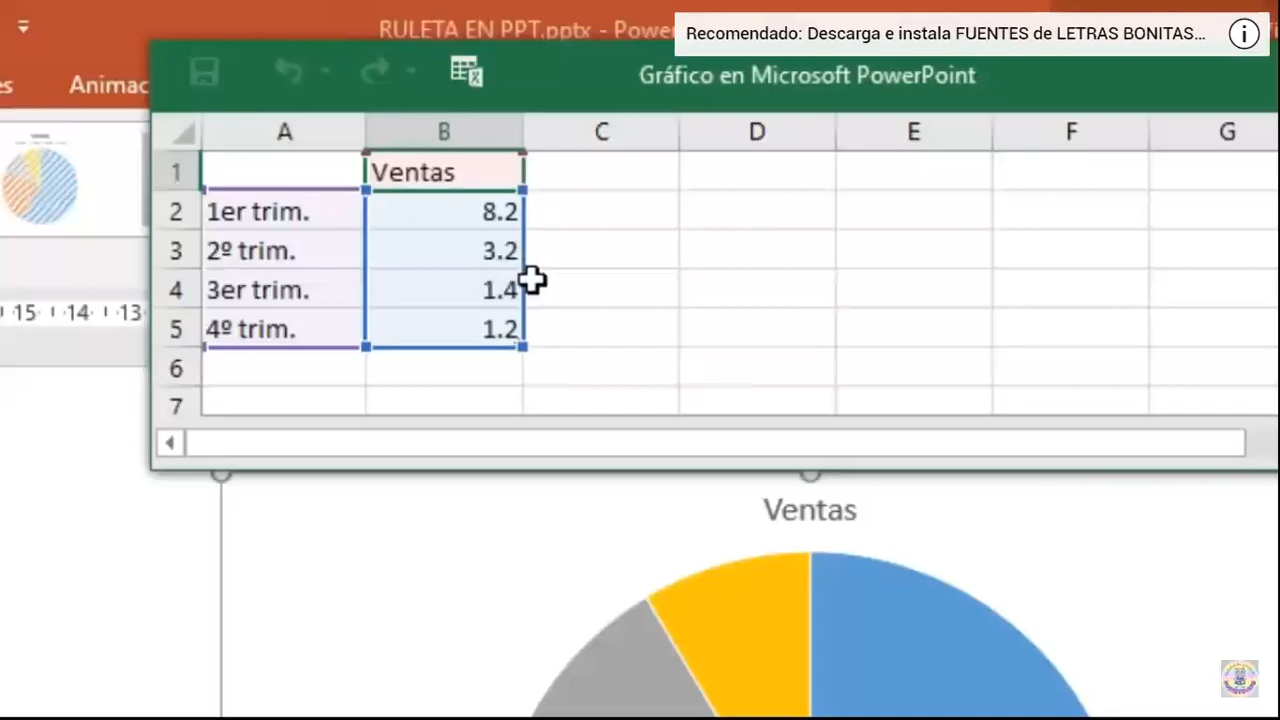 RULETA EN PPT.pptx - Power
Recomendado: Descarga e instala FUENTES de LETRAS BONITAS...
Gráfico en Microsoft PowerPoint
es
Animac
A B C D E F G
1 Ventas
2 1er trim. 8.2
3 2º trim. 3.2
4 3er trim. 1.4
5 4º trim. 1.2
6
7
15 14 13
Ventas